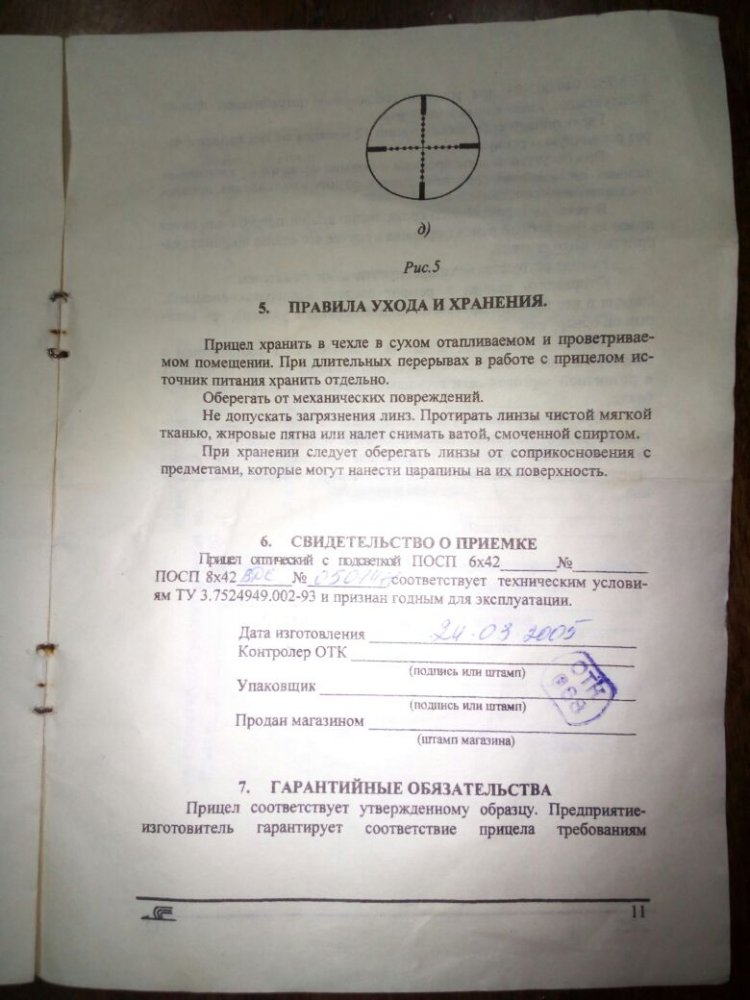 д)
Рис.5
5. ПРАВИЛА УХОДА И ХРАНЕНИЯ.
Прицел хранить в чехле в сухом отапливаемом и проветривае-
мом помещении. При длительных перерывах в работе с прицелом ис-
точник питания хранить отдельно.
Оберегать от механических повреждений.
Не допускать загрязнения линз. Протирать линзы чистой мягкой
тканью, жировые пятна или налет снимать ватой, смоченной спиртом.
При хранении следует оберегать линзы от соприкосновения с
предметами, которые могут нанести царапины на их поверхность.
6. СВИДЕТЕЛЬСТВО О ПРИЕМКЕ
Прицел оптический с подсветкой ПОСП 6х42______№________
ПОСП 8х42 ______№ ______ соответствует техническим услови-
ям ТУ 3.7524949.002-93 и признан годным для эксплуатации.
Дата изготовления 24.03.2005
Контролер ОТК
(подпись или штамп)
ОТК
Упаковщик
(подпись или штамп)
Продан магазином
(штамп магазина)
7. ГАРАНТИЙНЫЕ ОБЯЗАТЕЛЬСТВА
Прицел соответствует утвержденному образцу. Предприятие-
изготовитель гарантирует соответствие прицела требованиям
11